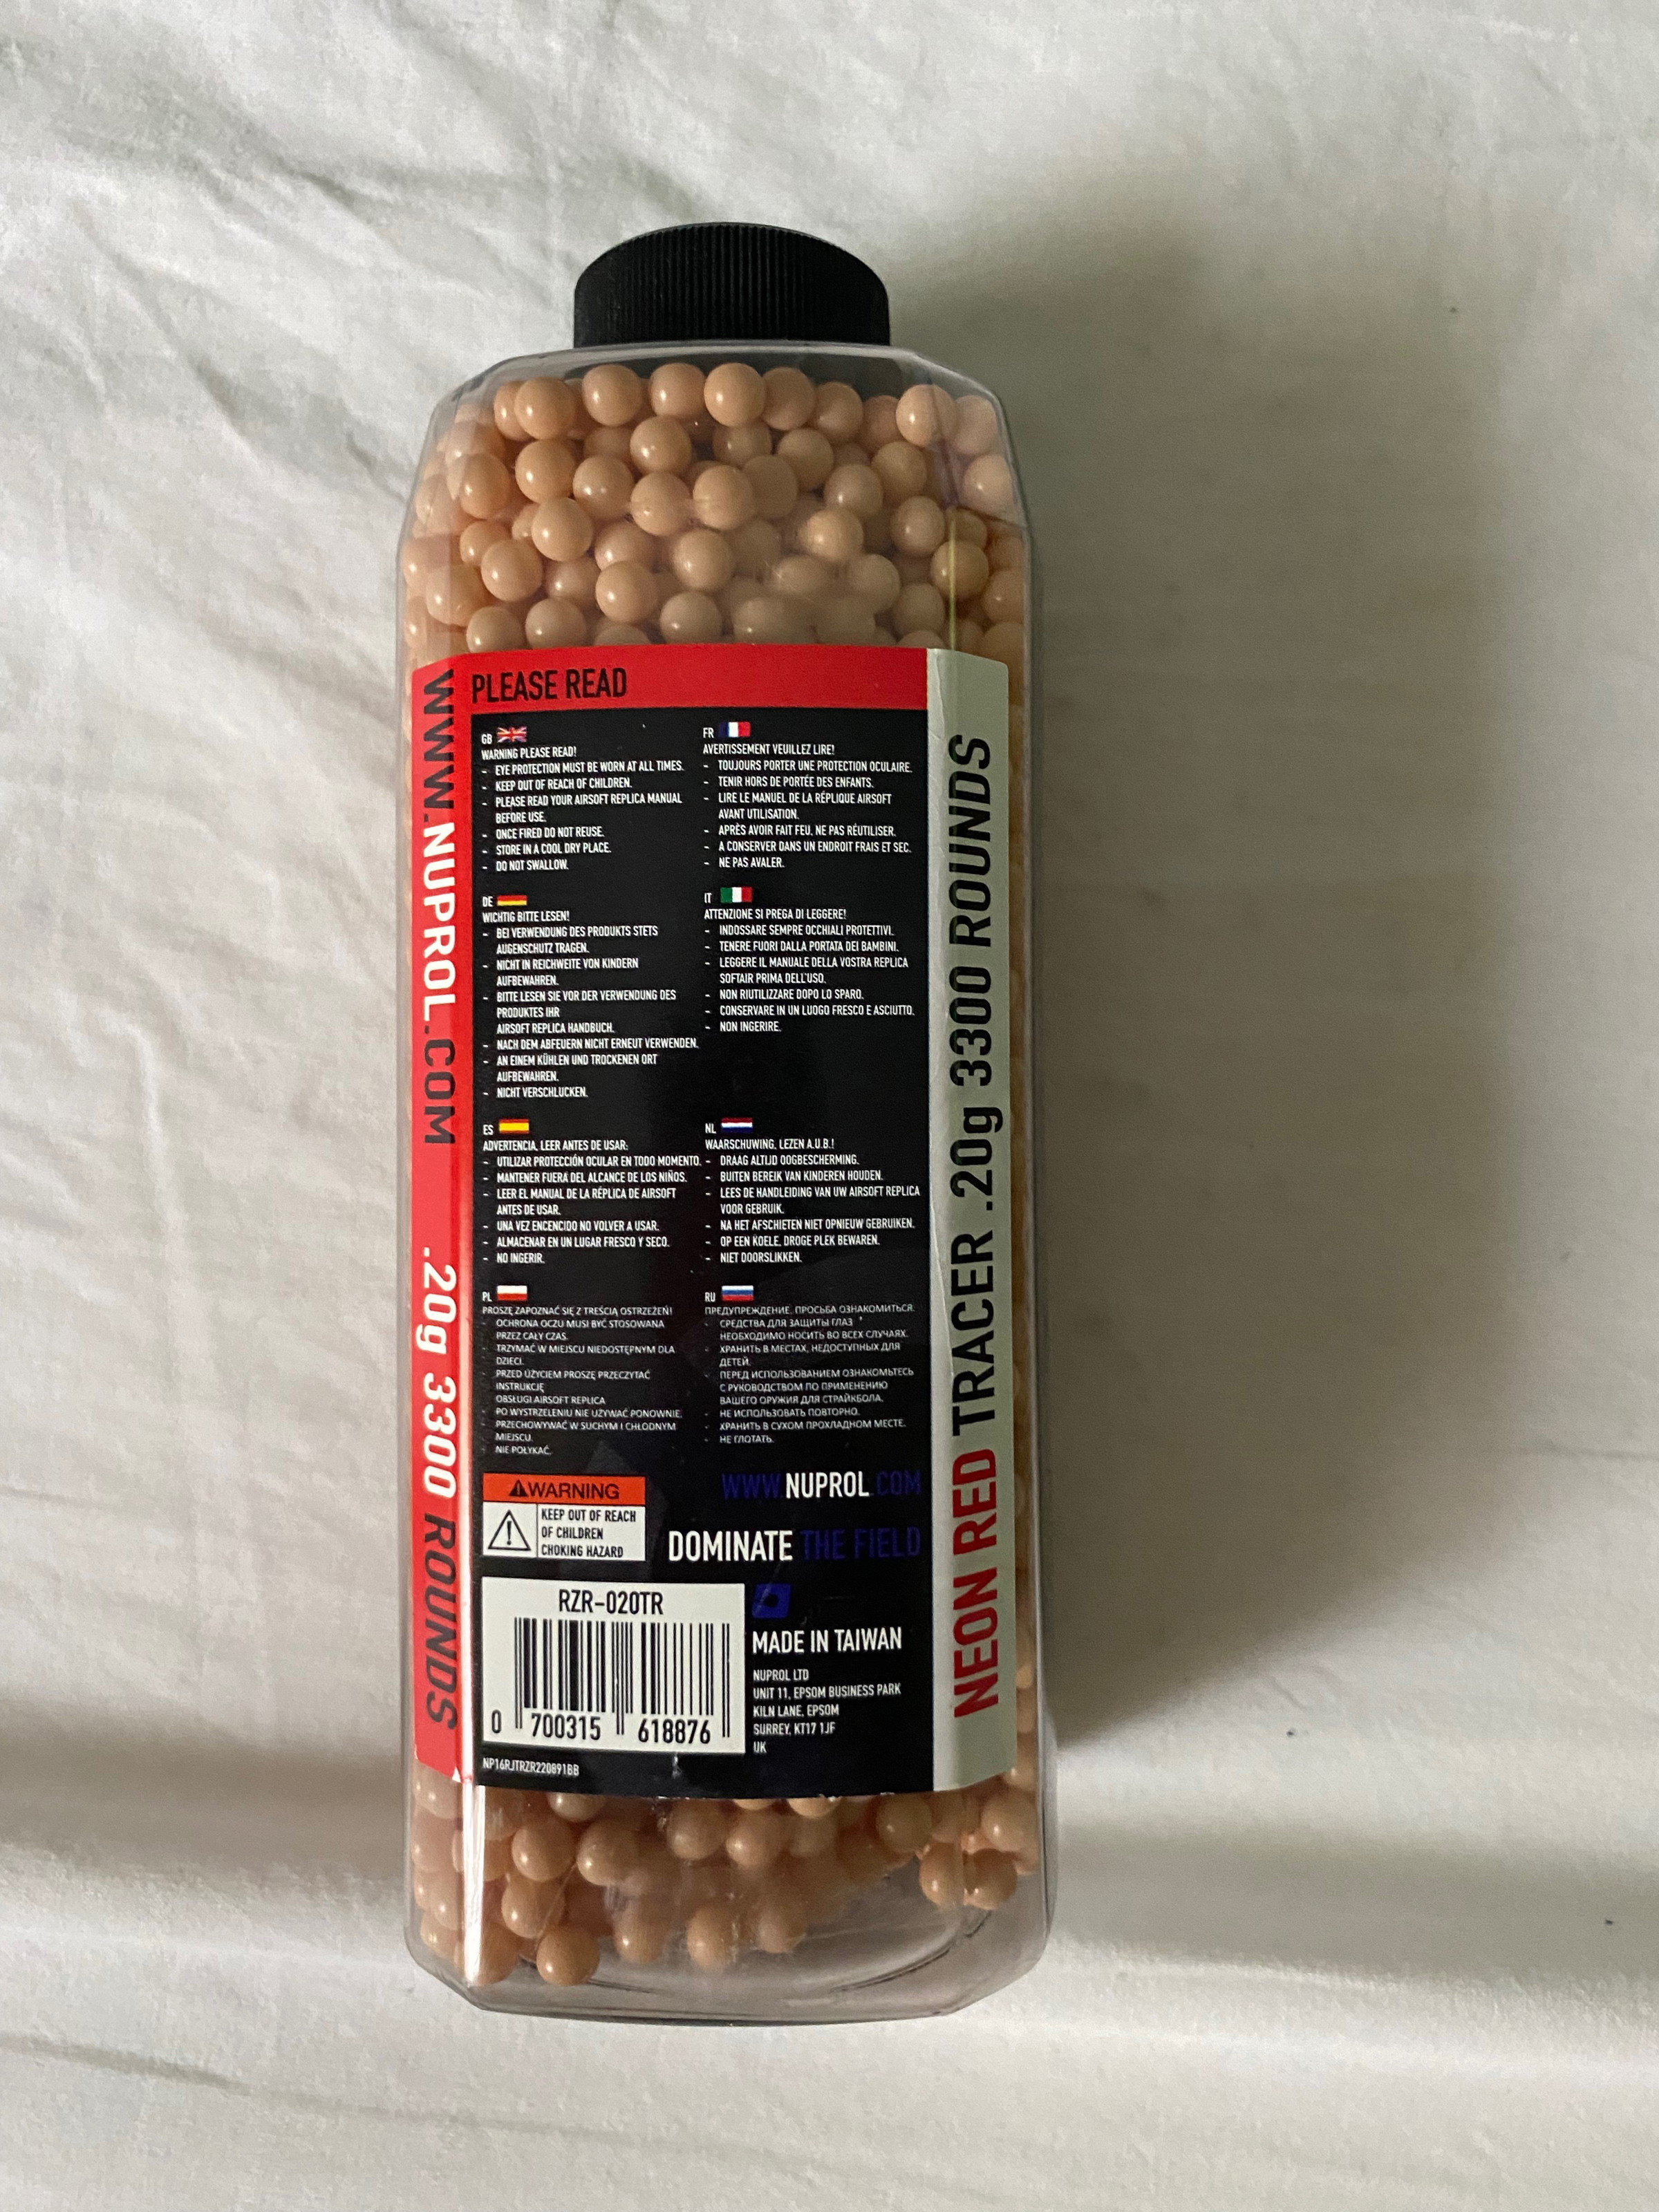 PLEASE READ
GB
WARNING PLEASE READ!
- EYE PROTECTION MUST BE WORN AT ALL TIMES.
- KEEP OUT OF REACH OF CHILDREN.
- PLEASE READ YOUR AIRSOFT REPLICA MANUAL
BEFORE USE.
- ONCE FIRED DO NOT REUSE.
- STORE IN A COOL DRY PLACE.
- DO NOT SWALLOW.
FR
AVERTISSEMENT VEUILLEZ LIRE!
- TOUJOURS PORTER UNE PROTECTION OCULAIRE.
- TENIR HORS DE PORTÉE DES ENFANTS.
- LIRE LE MANUEL DE LA RÉPLIQUE AIRSOFT
AVANT UTILISATION.
- APRÈS AVOIR FAIT FEU, NE PAS RÉUTILISER.
- A CONSERVER DANS UN ENDROIT FRAIS ET SEC.
- NE PAS AVALER.
DE
WICHTIG BITTE LESEN!
- BEI VERWENDUNG DES PRODUKTS STETS
AUGENSCHUTZ TRAGEN.
- NICHT IN REICHWEITE VON KINDERN
AUFBEWAHREN.
- BITTE LESEN SIE VOR DER VERWENDUNG DES
PRODUKTES IHR
AIRSOFT REPLICA HANDBUCH.
- NACH DEM ABFEUERN NICHT ERNEUT VERWENDEN.
- AN EINEM KÜHLEN UND TROCKENEN ORT
AUFBEWAHREN.
- NICHT VERSCHLUCKEN.
IT
ATTENZIONE SI PREGA DI LEGGERE!
- INDOSSARE SEMPRE OCCHIALI PROTETTIVI.
- TENERE FUORI DALLA PORTATA DEI BAMBINI.
- LEGGERE IL MANUALE DELLA VOSTRA REPLICA
SOFTAIR PRIMA DELL'USO.
- NON RIUTILIZZARE DOPO LO SPARO.
- CONSERVARE IN UN LUOGO FRESCO E ASCIUTTO.
- NON INGERIRE.
ES
ADVERTENCIA, LEER ANTES DE USAR:
- UTILIZAR PROTECCIÓN OCULAR EN TODO MOMENTO.
- MANTENER FUERA DEL ALCANCE DE LOS NIÑOS.
- LEER EL MANUAL DE LA RÉPLICA DE AIRSOFT
ANTES DE USAR.
- UNA VEZ ENCENCIDO NO VOLVER A USAR.
- ALMACENAR EN UN LUGAR FRESCO Y SECO.
- NO INGERIR.
NL
WAARSCHUWING, LEZEN A.U.B.!
- DRAAG ALTIJD OOGBESCHERMING.
- BUITEN BEREIK VAN KINDEREN HOUDEN.
- LEES DE HANDLEIDING VAN UW AIRSOFT REPLICA
VOOR GEBRUIK.
- NA HET AFSCHIETEN NIET OPNIEUW GEBRUIKEN.
- OP EEN KOELE, DROGE PLEK BEWAREN.
- NIET DOORSLIKKEN.
PL
PROSZĘ ZAPOZNAĆ SIĘ Z TREŚCIĄ OSTRZEŻEŃ!
- OCHRONA OCZU MUSI BYĆ STOSOWANA
PRZEZ CAŁY CZAS.
- TRZYMAĆ W MIEJSCU NIEDOSTĘPNYM DLA
DZIECI.
- PRZED UŻYCIEM PROSZĘ PRZECZYTAĆ
INSTRUKCJĘ
OBSŁUGI AIRSOFT REPLICA
- PO WYSTRZELENIU NIE UŻYWAĆ PONOWNIE.
- PRZECHOWYWAĆ W SUCHYM I CHŁODNYM
MIEJSCU.
- NIE POŁYKAĆ.
RU
ПРЕДУПРЕЖДЕНИЕ, ПРОСЬБА ОЗНАКОМИТЬСЯ.
- СРЕДСТВА ДЛЯ ЗАЩИТЫ ГЛАЗ
НЕОБХОДИМО НОСИТЬ ВО ВСЕХ СЛУЧАЯХ.
- ХРАНИТЬ В МЕСТАХ, НЕДОСТУПНЫХ ДЛЯ
ДЕТЕЙ.
ПЕРЕД ИСПОЛЬЗОВАНИЕМ ОЗНАКОМЬТЕСЬ
С РУКОВОДСТВОМ ПО ПРИМЕНЕНИЮ
ВАШЕГО ОРУЖИЯ ДЛЯ СТРАЙКБОЛА.
- НЕ ИСПОЛЬЗОВАТЬ ПОВТОРНО.
- ХРАНИТЬ В СУХОМ ПРОХЛАДНОМ МЕСТЕ.
- НЕ ГЛОТАТЬ.
WARNING
KEEP OUT OF REACH
OF CHILDREN
CHOKING HAZARD
WWW.NUPROL.COM
DOMINATE THE FIELD
RZR-020TR
0 700315 618876
MADE IN TAIWAN
NUPROL LTD
UNIT 11, EPSOM BUSINESS PARK
KILN LANE, EPSOM
SURREY, KT17 1JF
UK
NP16RJTRZR220891BB
WWW.NUPROL.COM .20g 3300 ROUNDS
NEON RED TRACER .20g 3300 ROUNDS